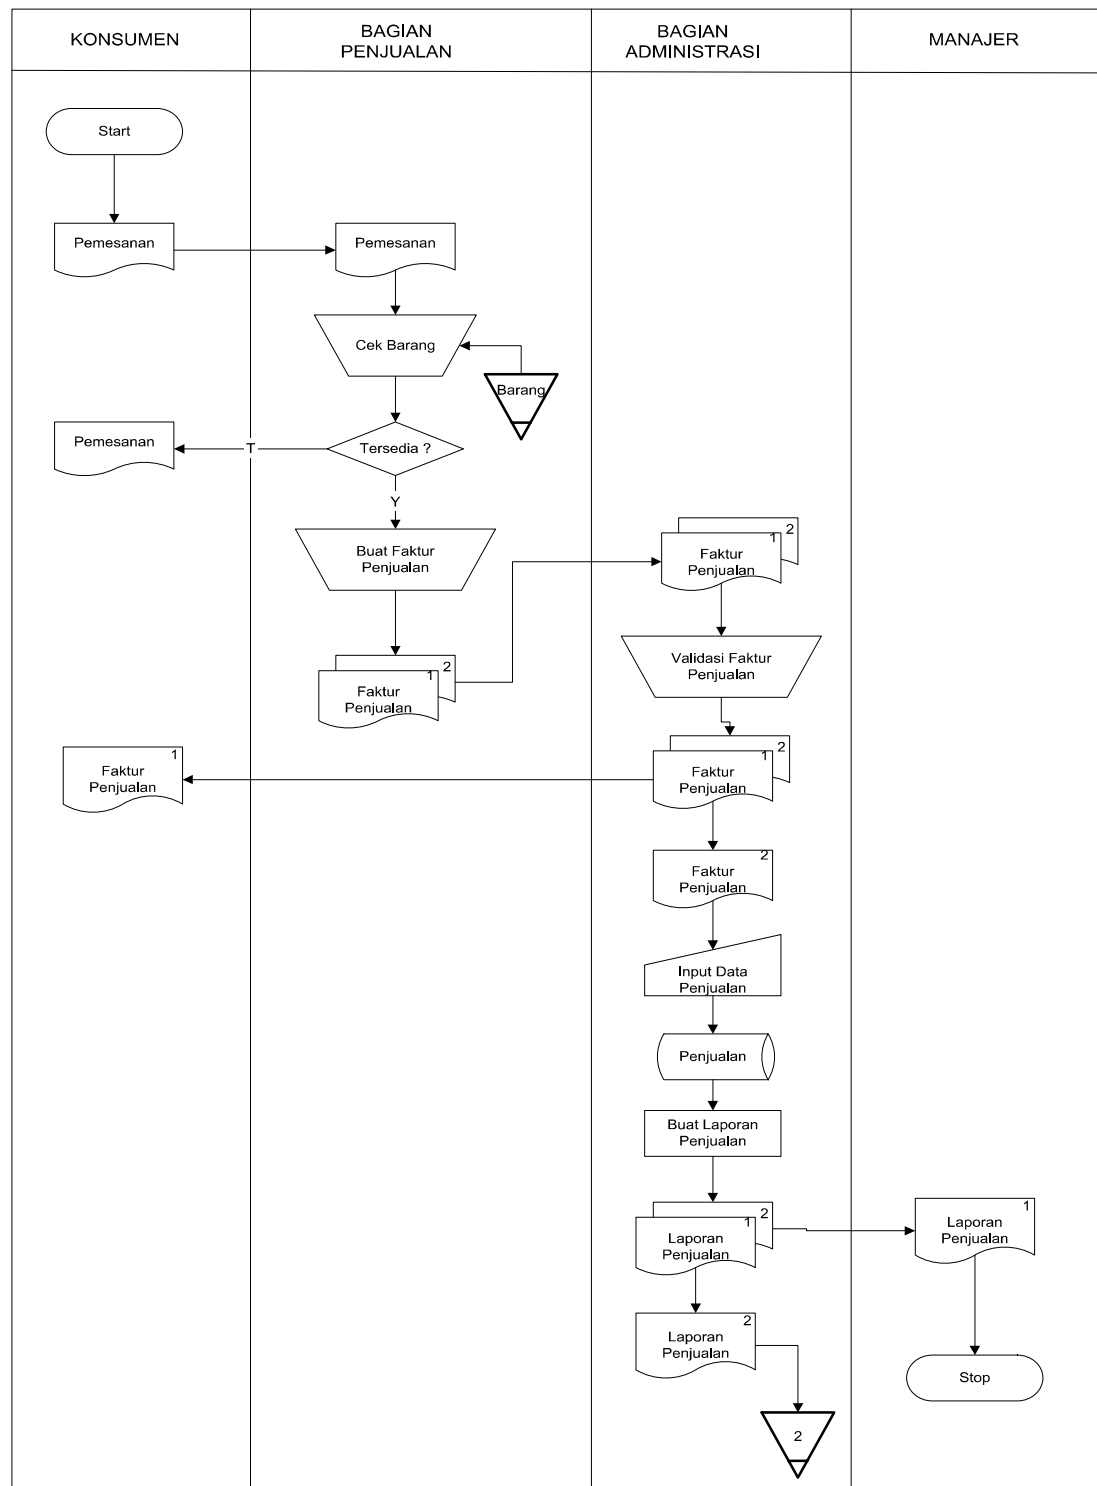 KONSUMEN
BAGIAN
PENJUALAN
BAGIAN
ADMINISTRASI
MANAJER
Start
Pemesanan
Pemesanan
Cek Barang
Barang
Pemesanan
T
Tersedia ?
Y
Buat Faktur
Penjualan
2
1
Faktur
Penjualan
2
1
Faktur
Penjualan
Validasi Faktur
Penjualan
1
Faktur
Penjualan
2
1
Faktur
Penjualan
2
Faktur
Penjualan
Input Data
Penjualan
Penjualan
Buat Laporan
Penjualan
2
1
Laporan
Penjualan
1
Laporan
Penjualan
2
Laporan
Penjualan
Stop
2